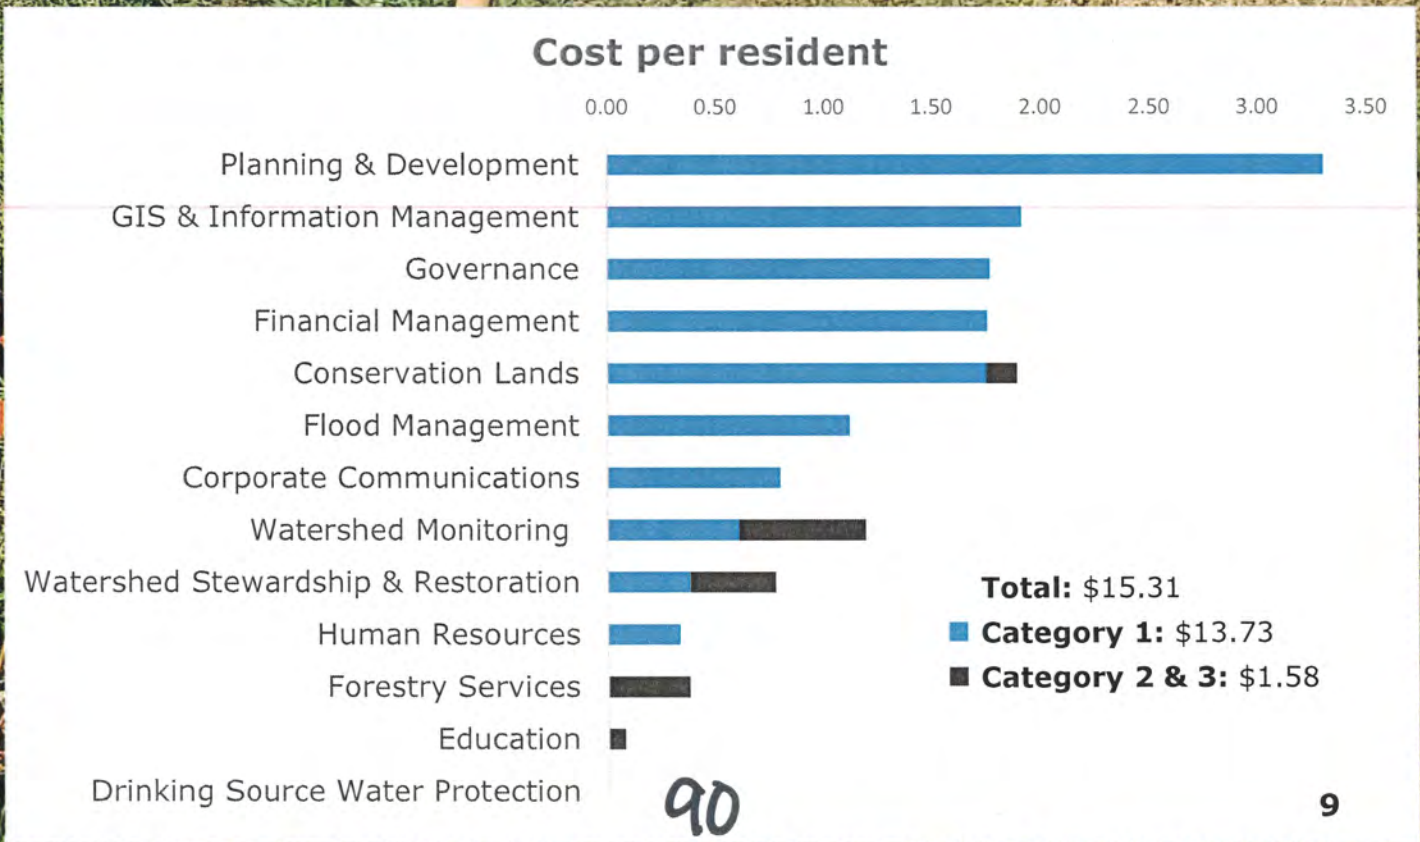 Cost per resident
0.00 0.50 1.00 1.50 2.00 2.50 3.00 3.50
Planning & Development
GIS & Information Management
Governance
Financial Management
Conservation Lands
Flood Management
Corporate Communications
Watershed Monitoring
Watershed Stewardship & Restoration
Human Resources
Forestry Services
Education
Drinking Source Water Protection
Total: $15.31
Category 1: $13.73
Category 2 & 3: $1.58
90
9